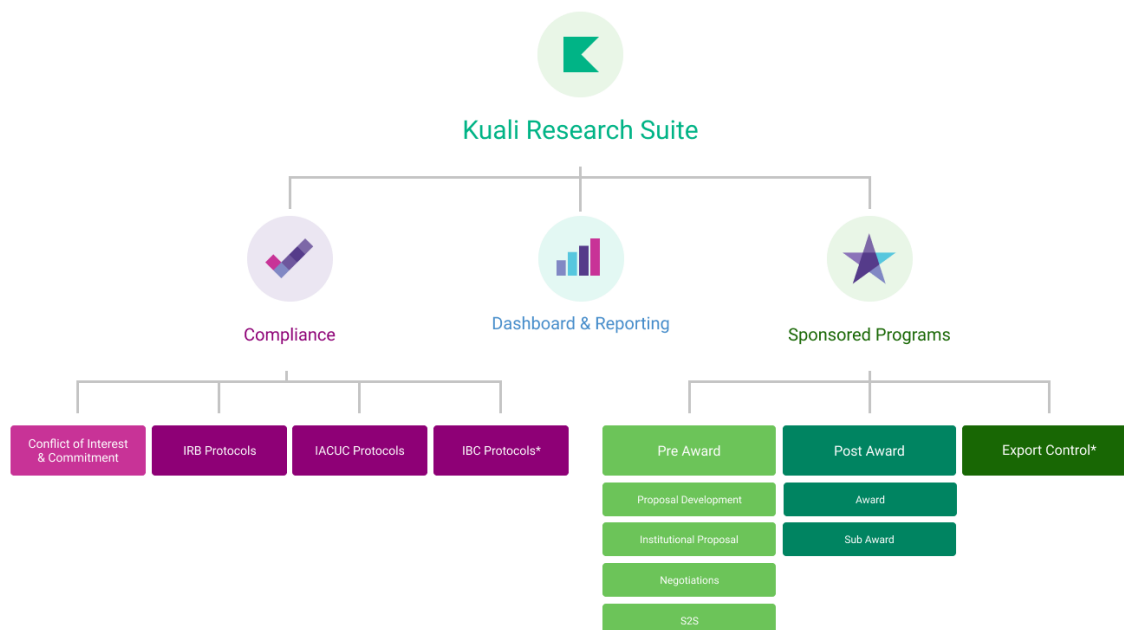 Kuali Research Suite
Compliance
Dashboard & Reporting
Sponsored Programs
Conflict of Interest
& Commitment
IRB Protocols
IACUC Protocols
IBC Protocols*
Pre Award
Post Award
Export Control*
Proposal Development
Award
Institutional Proposal
Sub Award
Negotiations
S2S